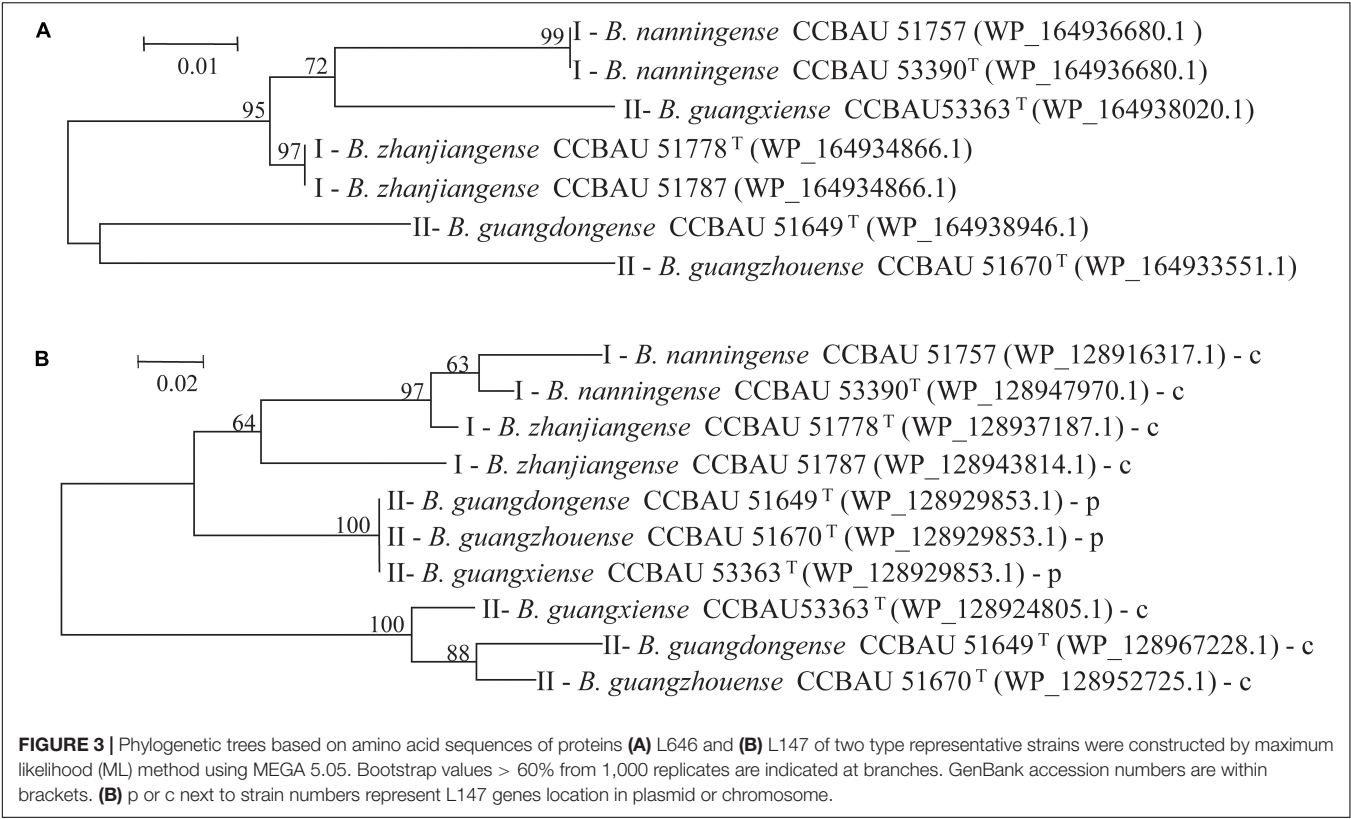 A
0.01
99
I - B. nanningense CCBAU 51757 (WP_164936680.1 )
I - B. nanningense CCBAU 53390T (WP_164936680.1)
72
II- B. guangxiense CCBAU53363 T (WP_164938020.1)
95
97
I - B. zhanjiangense CCBAU 51778 T (WP_164934866.1)
I - B. zhanjiangense CCBAU 51787 (WP_164934866.1)
II- B. guangdongense CCBAU 51649 T (WP_164938946.1)
II - B. guangzhouense CCBAU 51670 T (WP_164933551.1)
B
0.02
63
I - B. nanningense CCBAU 51757 (WP_128916317.1) - c
97
I - B. nanningense CCBAU 53390T (WP_128947970.1) - c
64
I - B. zhanjiangense CCBAU 51778 T (WP_128937187.1) - c
I - B. zhanjiangense CCBAU 51787 (WP_128943814.1) - c
II- B. guangdongense CCBAU 51649 T (WP_128929853.1) - p
100
II - B. guangzhouense CCBAU 51670 T (WP_128929853.1) - p
II- B. guangxiense CCBAU 53363 T (WP_128929853.1) - p
100
II- B. guangxiense CCBAU53363 T (WP_128924805.1) - c
88
II- B. guangdongense CCBAU 51649 T (WP_128967228.1) - c
II - B. guangzhouense CCBAU 51670 T (WP_128952725.1) - c
FIGURE 3 | Phylogenetic trees based on amino acid sequences of proteins (A) L646 and (B) L147 of two type representative strains were constructed by maximum
likelihood (ML) method using MEGA 5.05. Bootstrap values > 60% from 1,000 replicates are indicated at branches. GenBank accession numbers are within
brackets. (B) p or c next to strain numbers represent L147 genes location in plasmid or chromosome.